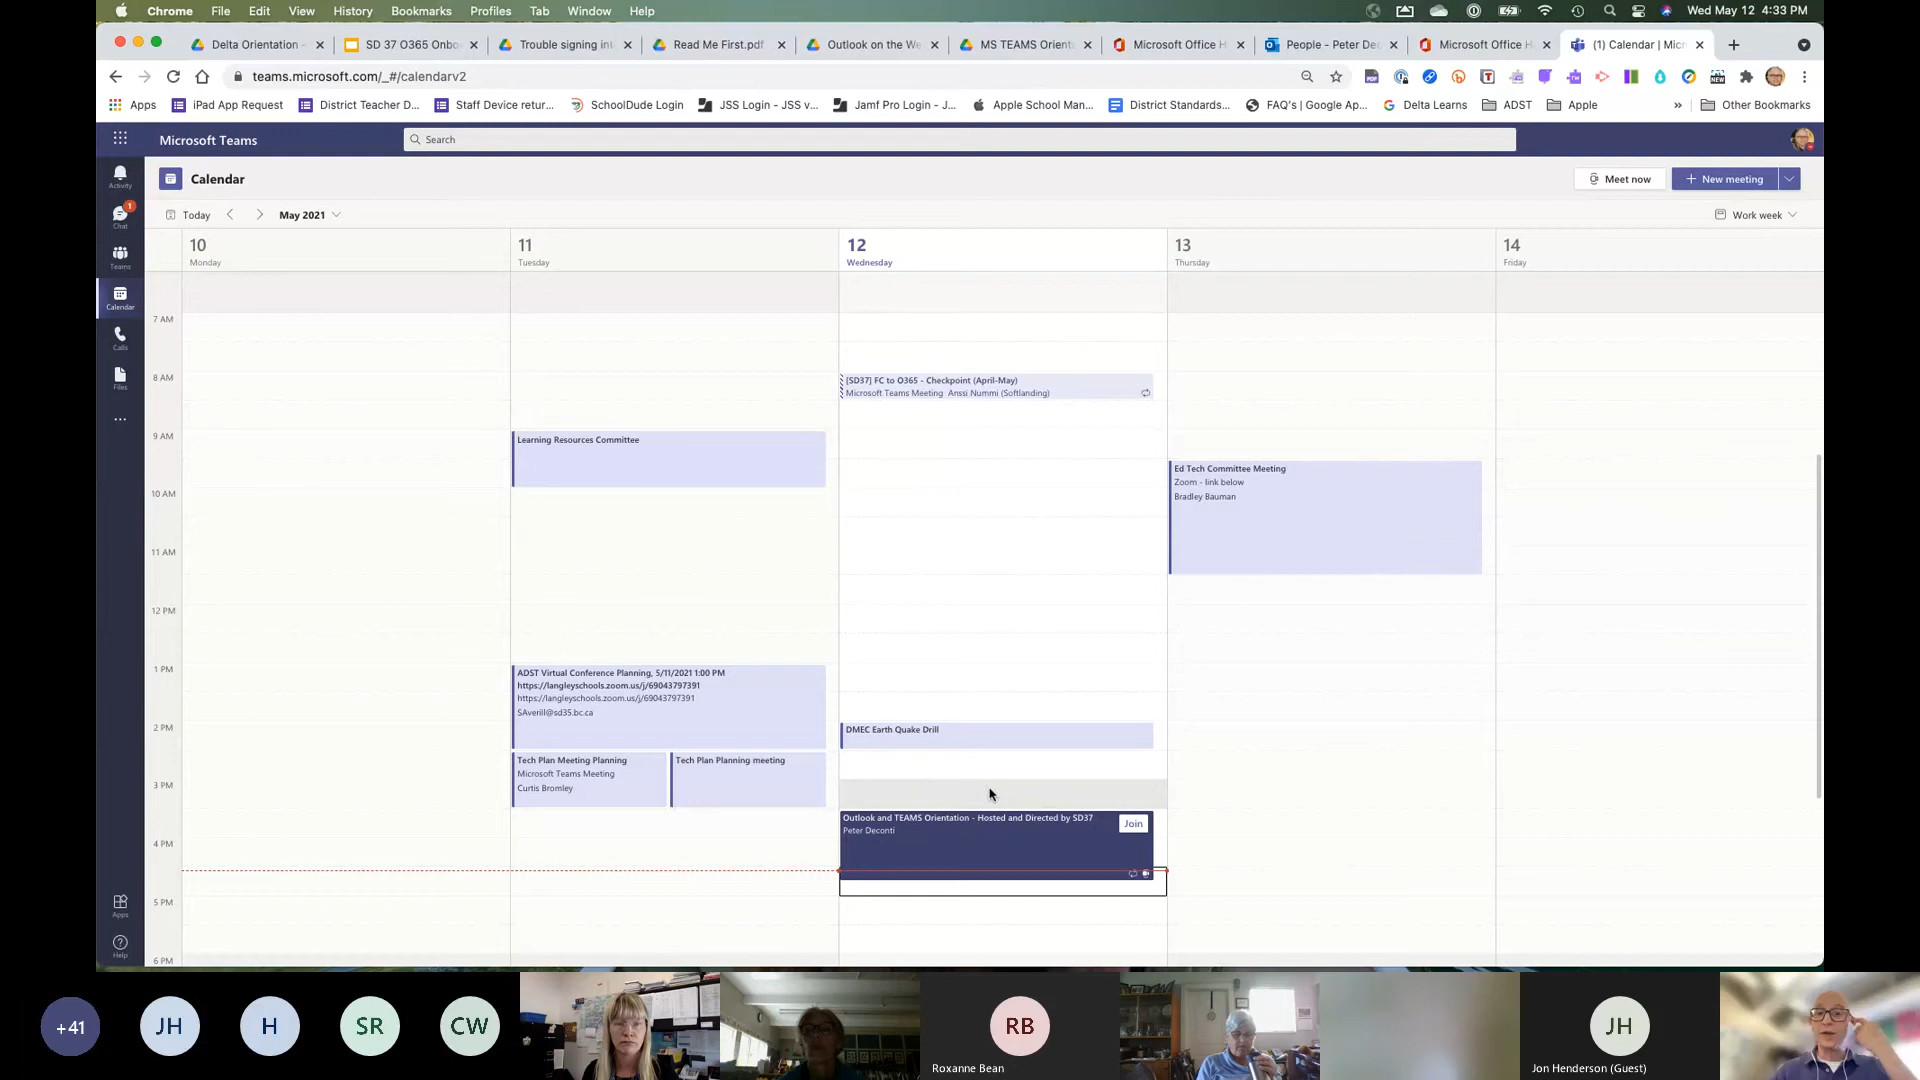 Chrome File Edit View History Bookmarks Profiles Tab Window Help Wed May 12 4:33 PM
Delta Orientation - SD 37 O365 Onbo Trouble signing int Read Me First.pdf Outlook on the We MS TEAMS Orient Microsoft Office H People - Peter De Microsoft Office H (1) Calendar | Mic
teams.microsoft.com/_#/calendarv2
Apps iPad App Request District Teacher D... Staff Device retur... SchoolDude Login JSS Login - JSS v... Jamf Pro Login - J... Apple School Man... District Standards... FAQ's | Google Ap... Delta Learns ADST Apple » Other Bookmarks
Microsoft Teams Search
Activity
Calendar Meet now + New meeting
1
Chat
Today May 2021 Work week
Teams
10 11 12 13 14
Monday Tuesday Wednesday Thursday Friday
Calendar
Calls
Files
...
7 AM
8 AM
[SD37] FC to O365 - Checkpoint (April-May)
Microsoft Teams Meeting Anssi Nummi (Softlanding)
9 AM
Learning Resources Committee
Ed Tech Committee Meeting
Zoom - link below
Bradley Bauman
10 AM
11 AM
12 PM
1 PM
ADST Virtual Conference Planning, 5/11/2021 1:00 PM
https://langleyschools.zoom.us/j/69043797391
https://langleyschools.zoom.us/j/69043797391
SAverill@sd35.bc.ca
2 PM
DMEC Earth Quake Drill
Tech Plan Meeting Planning
Microsoft Teams Meeting
Curtis Bromley
Tech Plan Planning meeting
3 PM
Outlook and TEAMS Orientation - Hosted and Directed by SD37
Peter Deconti
Join
4 PM
5 PM
6 PM
Apps
Help
+41 JH H SR CW RB JH
Roxanne Bean Jon Henderson (Guest)